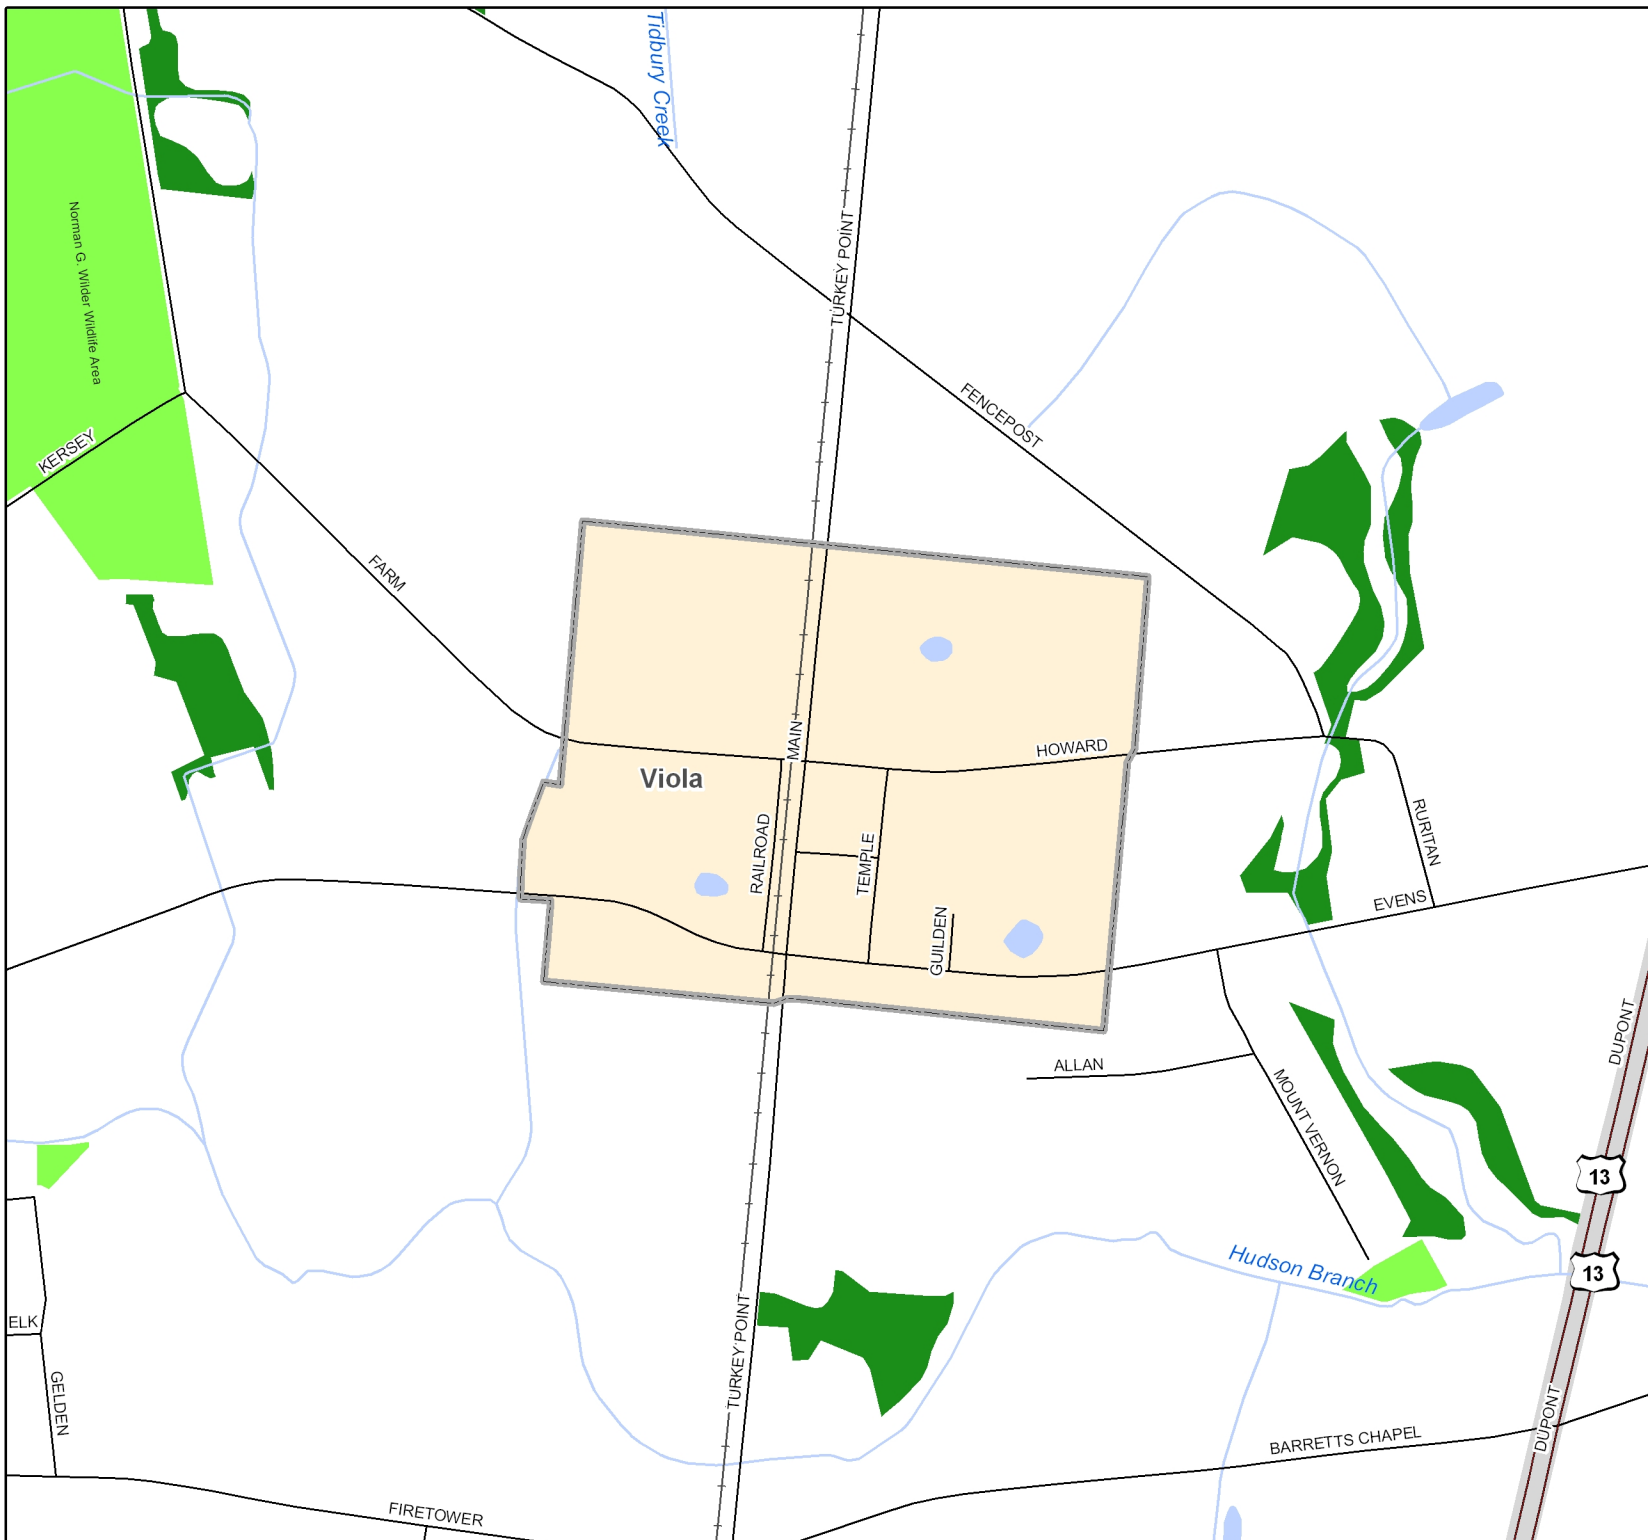 Tidbury Creek
TURKEY POINT
Norman G. Wilder Wildlife Area
FENCEPOST
KERSEY
FARM
MAIN
HOWARD
Viola
RAILROAD
TEMPLE
RURITAN
EVENS
GUILDEN
DUPONT
ALLAN
MOUNT VERNON
13
Hudson Branch
13
ELK
TURKEY POINT
GELDEN
DUPONT
BARRETTS CHAPEL
FIRETOWER